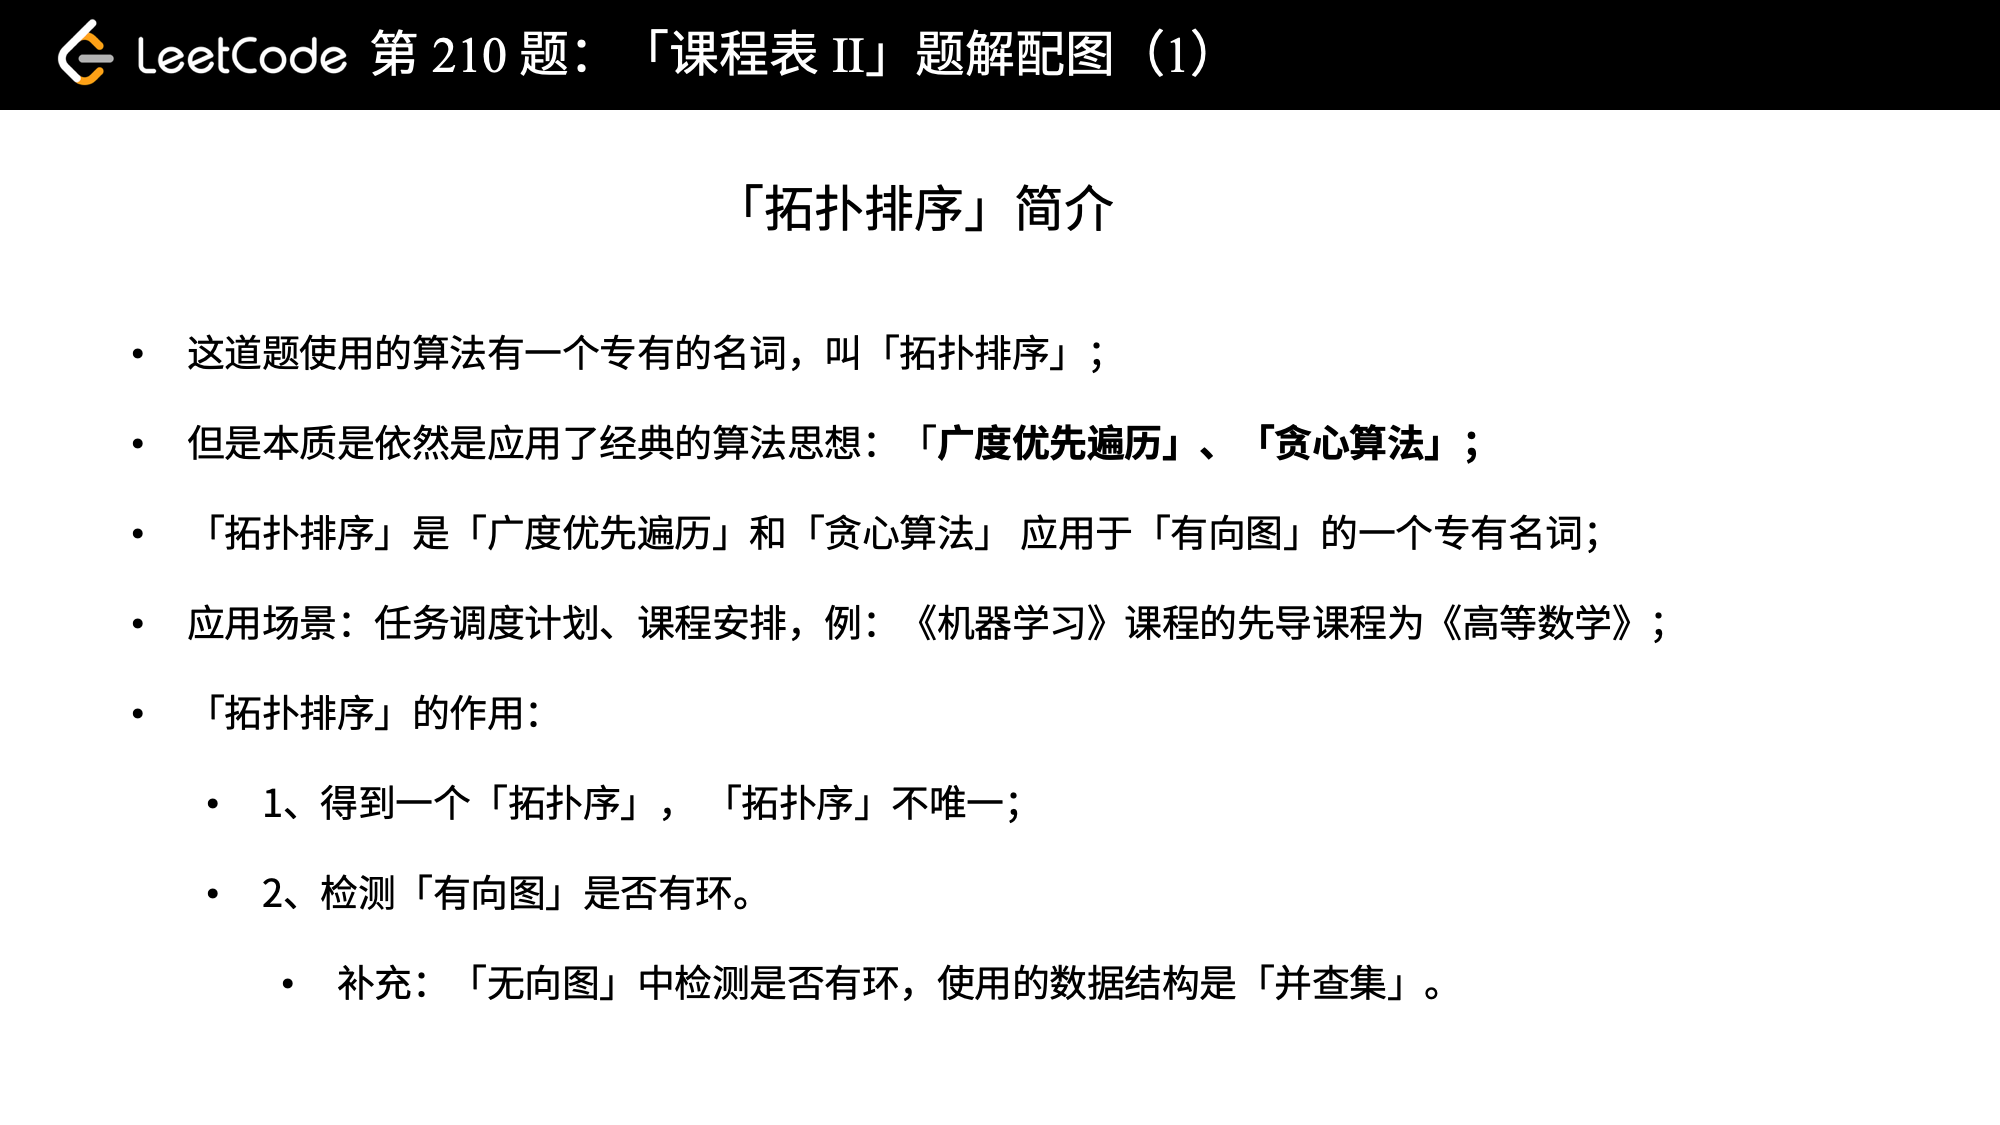 LeetCode 第 210 题：「课程表 II」题解配图（1）
「拓扑排序」简介
• 这道题使用的算法有一个专有的名词，叫「拓扑排序」；
• 但是本质是依然是应用了经典的算法思想：「广度优先遍历」、「贪心算法」；
• 「拓扑排序」是「广度优先遍历」和「贪心算法」 应用于「有向图」的一个专有名词；
• 应用场景：任务调度计划、课程安排，例：《机器学习》课程的先导课程为《高等数学》；
• 「拓扑排序」的作用：
• 1、得到一个「拓扑序」，「拓扑序」不唯一；
• 2、检测「有向图」是否有环。
• 补充：「无向图」中检测是否有环，使用的数据结构是「并查集」。